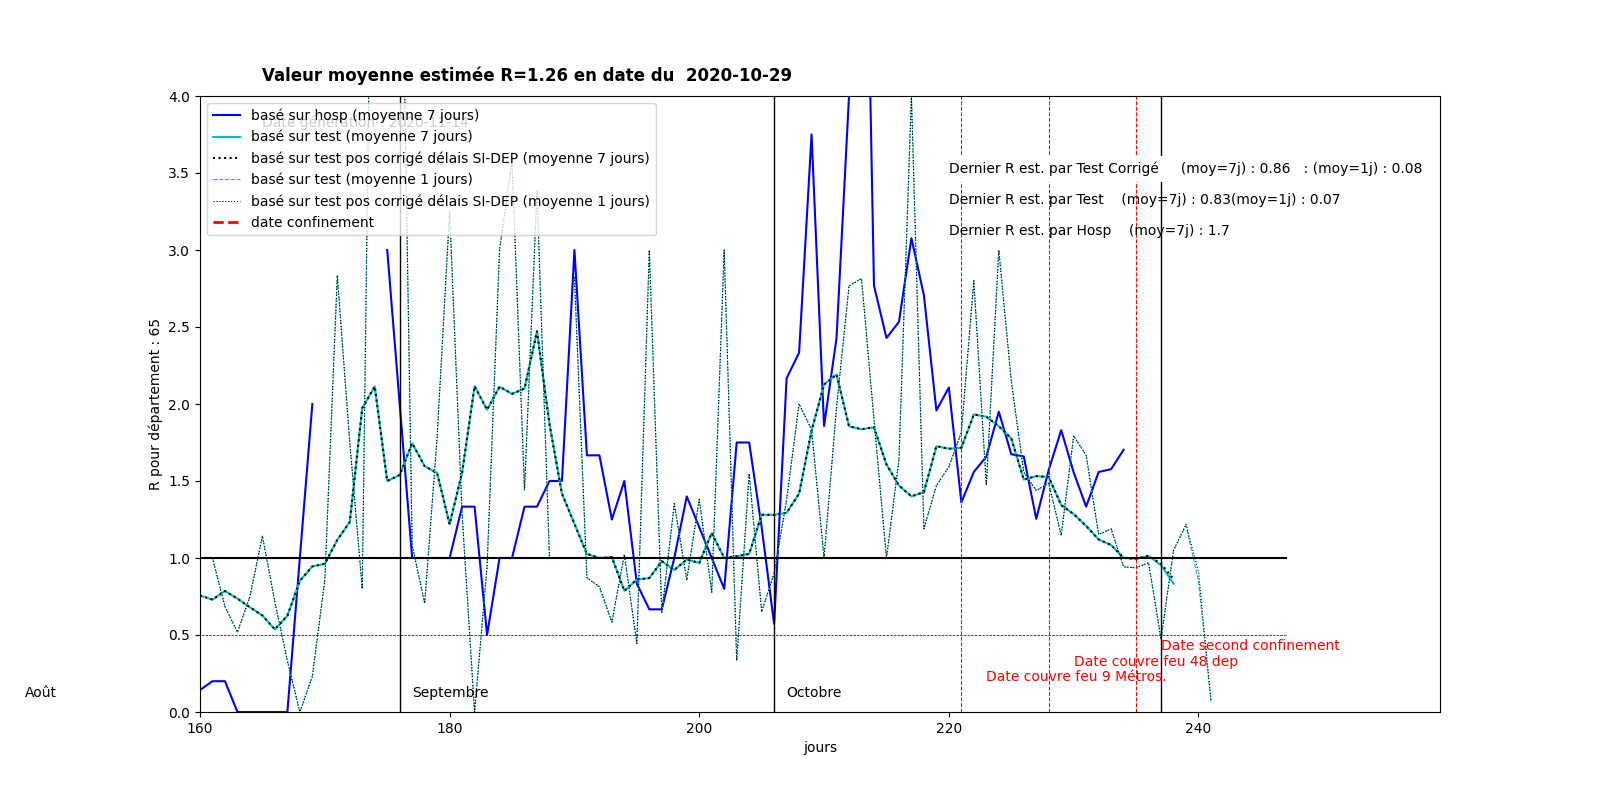 Valeur moyenne estimée R=1.26 en date du  2020-10-29
Date génération : 2020-11-14
basé sur hosp (moyenne 7 jours)
basé sur test (moyenne 7 jours)
basé sur test pos corrigé délais SI-DEP (moyenne 7 jours)
basé sur test (moyenne 1 jours)
basé sur test pos corrigé délais SI-DEP (moyenne 1 jours)
date confinement
Dernier R est. par Test Corrigé     (moy=7j) : 0.86   : (moy=1j) : 0.08
Dernier R est. par Test    (moy=7j) : 0.83(moy=1j) : 0.07
Dernier R est. par Hosp    (moy=7j) : 1.7
4.0
3.5
3.0
2.5
2.0
1.5
1.0
0.5
0.0
R pour département : 65
Date second confinement
Date couvre feu 48 dep
Date couvre feu 9 Métros.
Août
Septembre
Octobre
160
180
200
220
240
jours